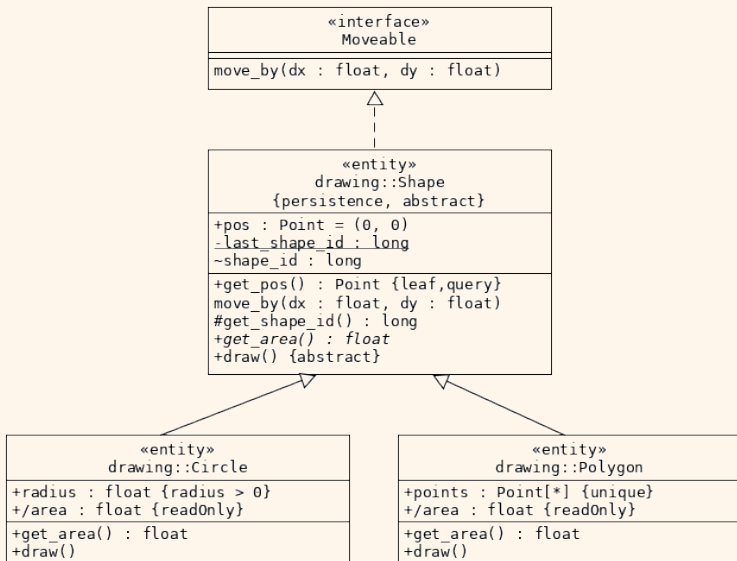 «interface»
Moveable
move_by(dx : float, dy : float)
«entity»
drawing::Shape
{persistence, abstract}
+pos : Point = (0, 0)
-last_shape_id : long
~shape_id : long
+get_pos() : Point {leaf,query}
move_by(dx : float, dy : float)
#get_shape_id() : long
+get_area() : float
+draw() {abstract}
«entity»
drawing::Circle
+radius : float {radius > 0}
+/area : float {readOnly}
+get_area() : float
+draw()
«entity»
drawing::Polygon
+points : Point[*] {unique}
+/area : float {readOnly}
+get_area() : float
+draw()